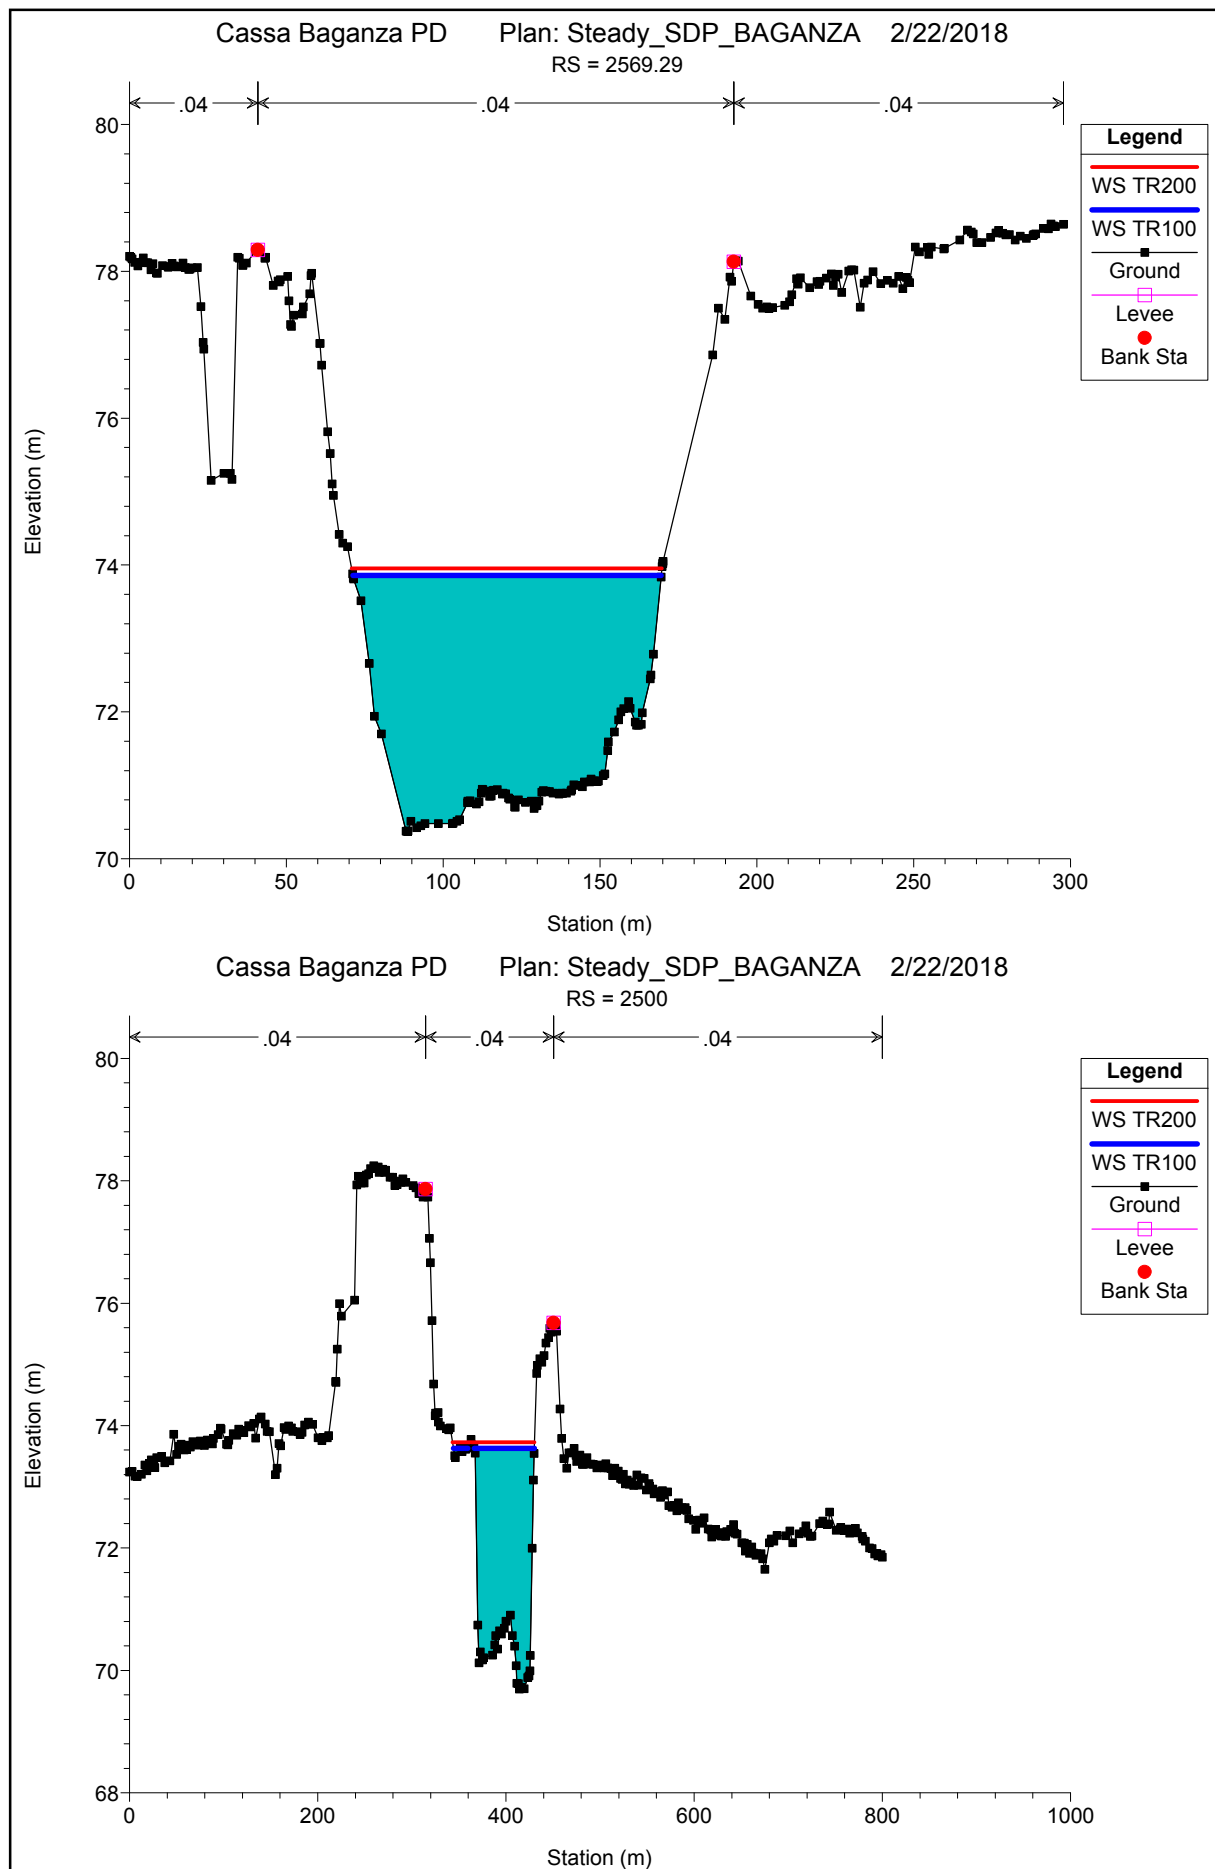 Cassa Baganza PD Plan: Steady_SDP_BAGANZA 2/22/2018
RS = 2569.29
.04 .04 .04
80
78
76
74
72
70
Elevation (m)
0 50 100 150 200 250 300
Station (m)
Legend
WS TR200
WS TR100
Ground
Levee
Bank Sta
Cassa Baganza PD Plan: Steady_SDP_BAGANZA 2/22/2018
RS = 2500
.04 .04 .04
80
78
76
74
72
70
68
Elevation (m)
0 200 400 600 800 1000
Station (m)
Legend
WS TR200
WS TR100
Ground
Levee
Bank Sta